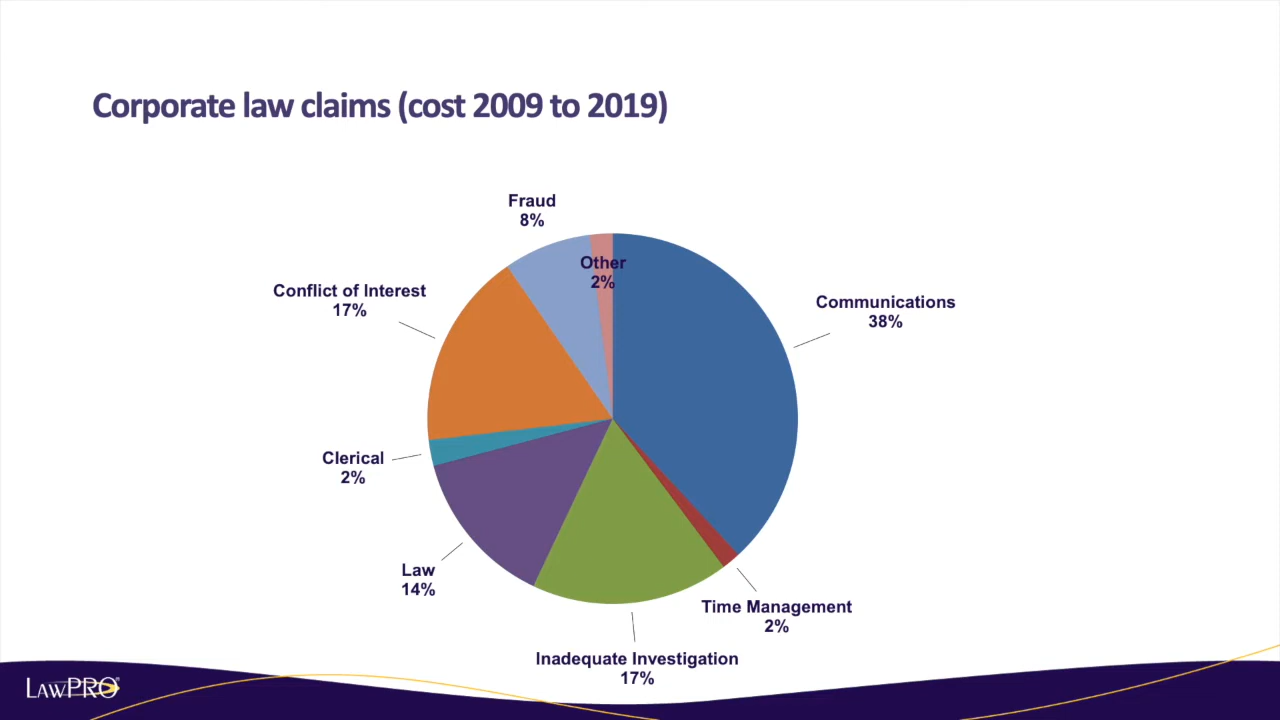 Corporate law claims (cost 2009 to 2019)
Fraud
8%
Other
2%
Conflict of Interest
17%
Communications
38%
Clerical
2%
Law
14%
Time Management
2%
Inadequate Investigation
17%
LAWPRO®